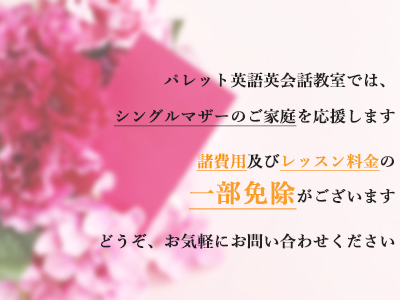 パレット英語英会話教室では、
シングルマザーのご家庭を応援します
諸費用及びレッスン料金の
一部免除がございます
どうぞ、お気軽にお問い合わせください